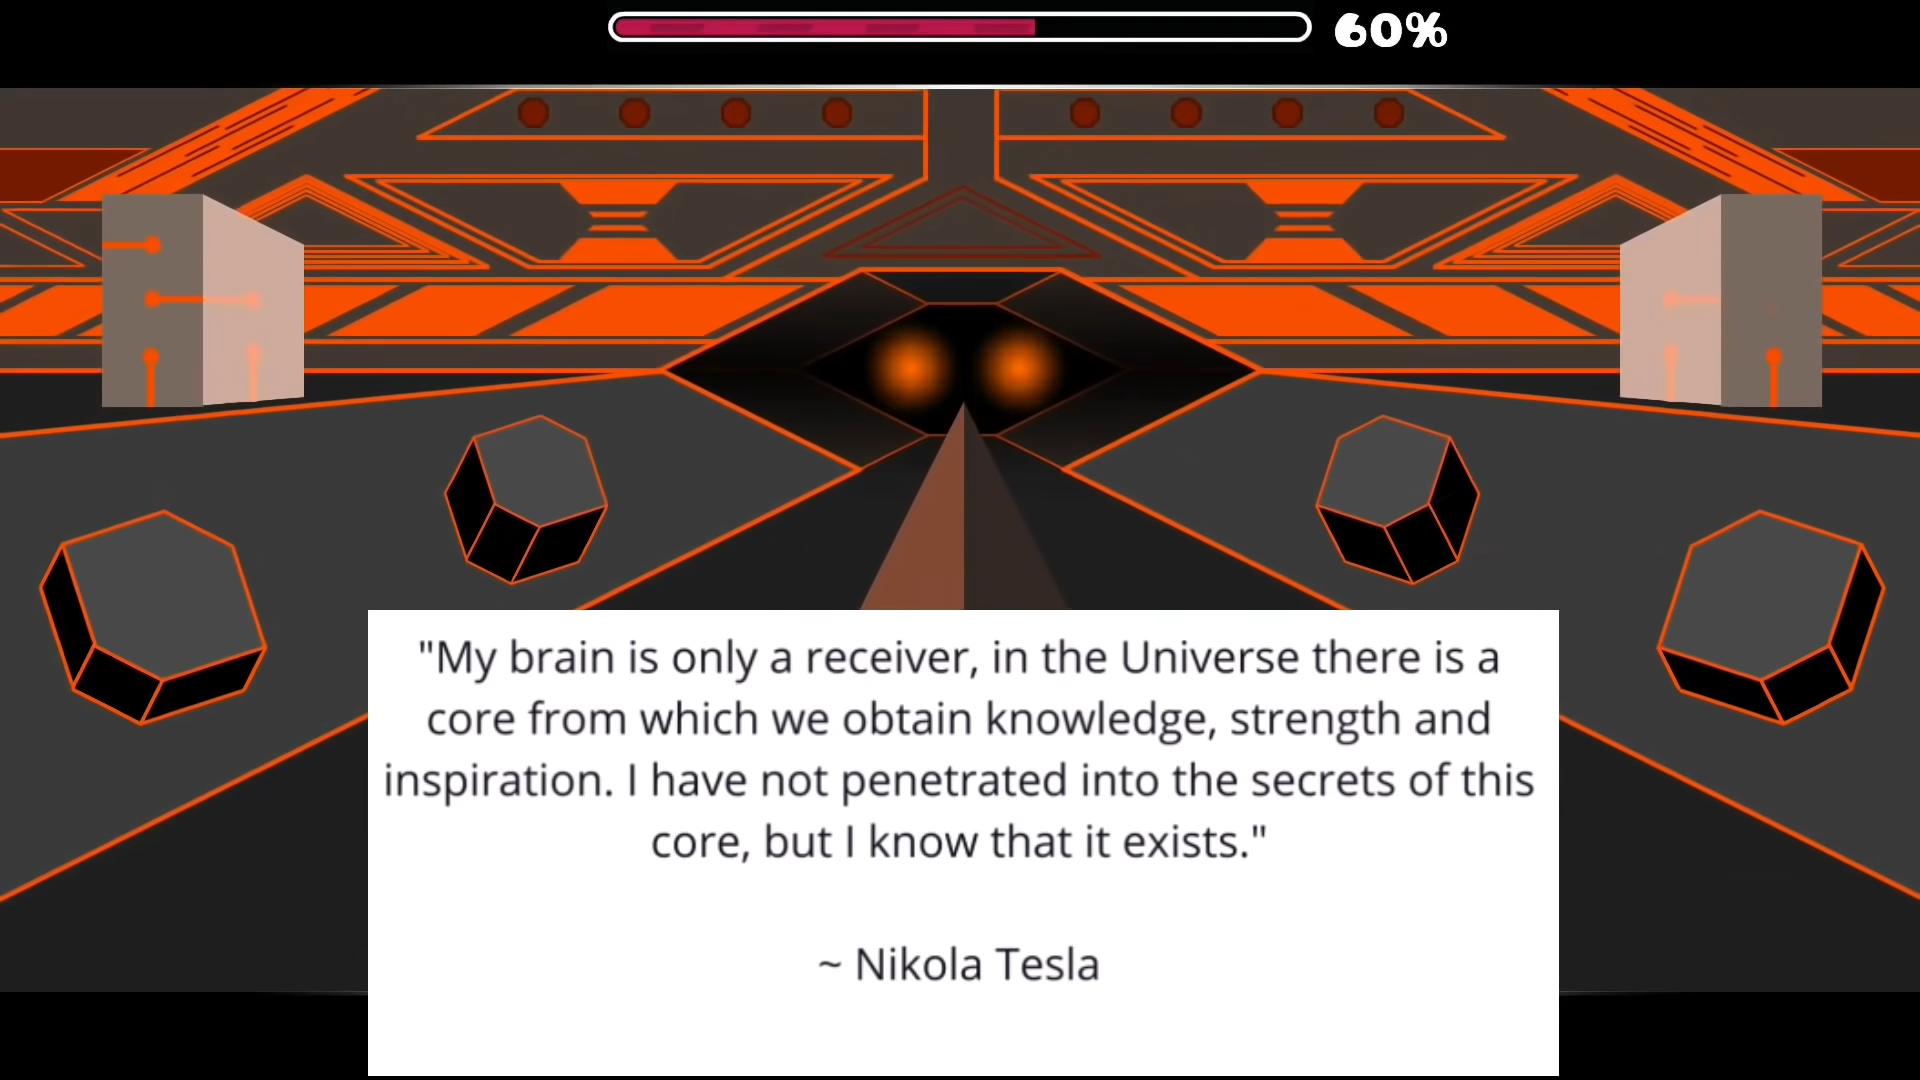 60%
"My brain is only a receiver, in the Universe there is a
core from which we obtain knowledge, strength and
inspiration. I have not penetrated into the secrets of this
core, but I know that it exists."
~ Nikola Tesla